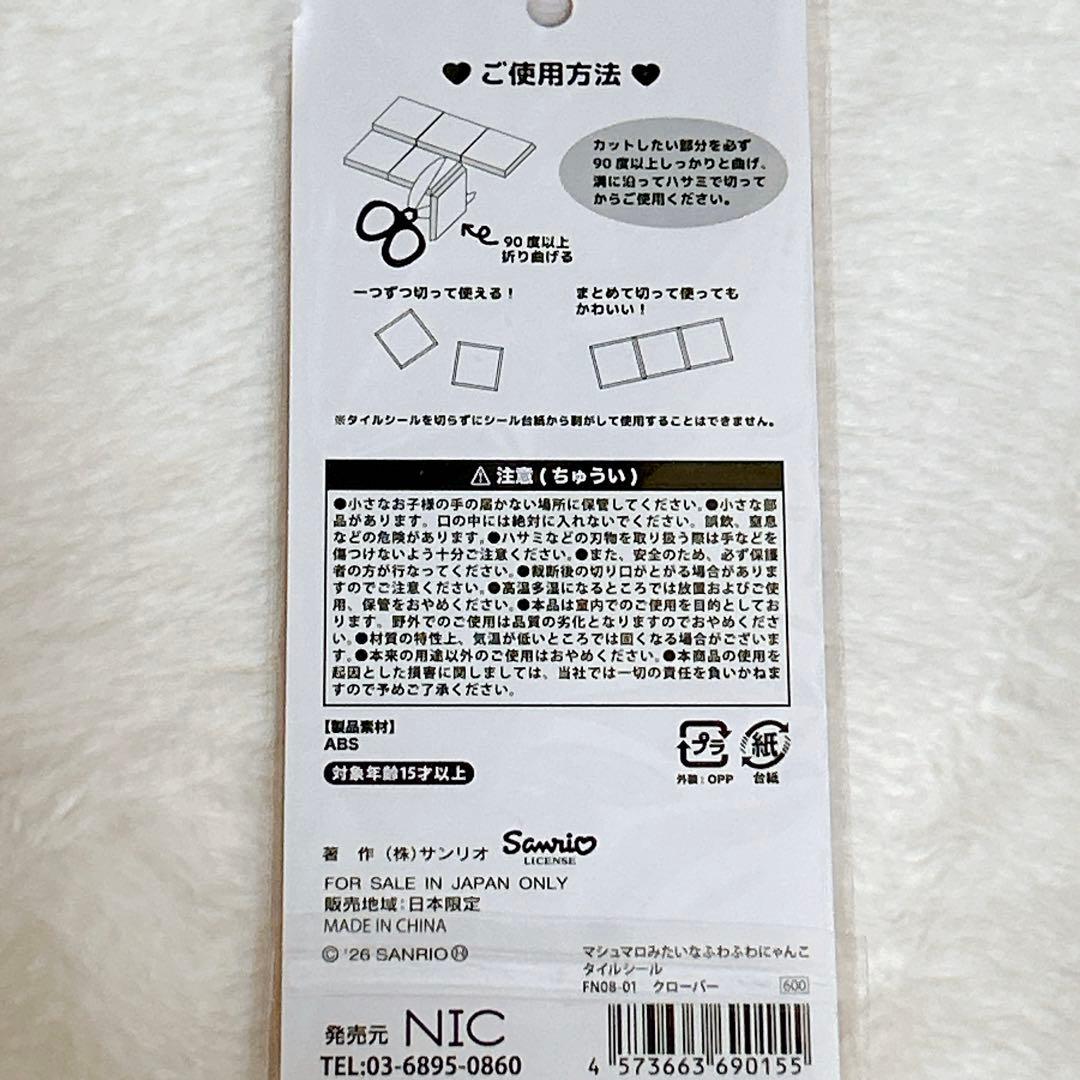 ♥ ご使用方法 ♥
カットしたい部分を必ず
90度以上しっかりと曲げ、
溝に沿ってハサミで切って
からご使用ください。
90度以上
折り曲げる
一つずつ切って使える！
まとめて切って使っても
かわいい！
※タイルシールを切らずにシール台紙から剥がして使用することはできません。
⚠ 注意(ちゅうい)
●小さなお子様の手の届かない場所に保管してください。●小さな部
品があります。口の中には絶対に入れないでください。誤飲、窒息
などの危険があります。●ハサミなどの刃物を取り扱う際は手などを
傷つけないよう十分ご注意ください。●また、安全のため、必ず保護
者の方が行なってください。●裁断後の切り口がとがる場合がありま
すのでご注意ください。●高温多湿になるところでは放置およびご使
用、保管をおやめください。●本品は室内でのご使用を目的としてお
ります。野外でのご使用は品質の劣化となりますのでおやめくださ
い。●材質の特性上、気温が低いところでは固くなる場合がございま
す。●本来の用途以外のご使用はおやめください。●本商品の使用を
起因とした損害に関しましては、当社では一切の責任を負いかねま
すので予めご了承ください。
【製品素材】
ABS
対象年齢15才以上
プラ
外装：OPP
紙
台紙
著　作 (株)サンリオ
Sanrio
LICENSE
FOR SALE IN JAPAN ONLY
販売地域：日本限定
MADE IN CHINA
© '26 SANRIO Ⓗ
マシュマロみたいなふわふわにゃんこ
タイルシール
FN08-01　クローバー
600
発売元 NIC
TEL:03-6895-0860
4 573663 690155